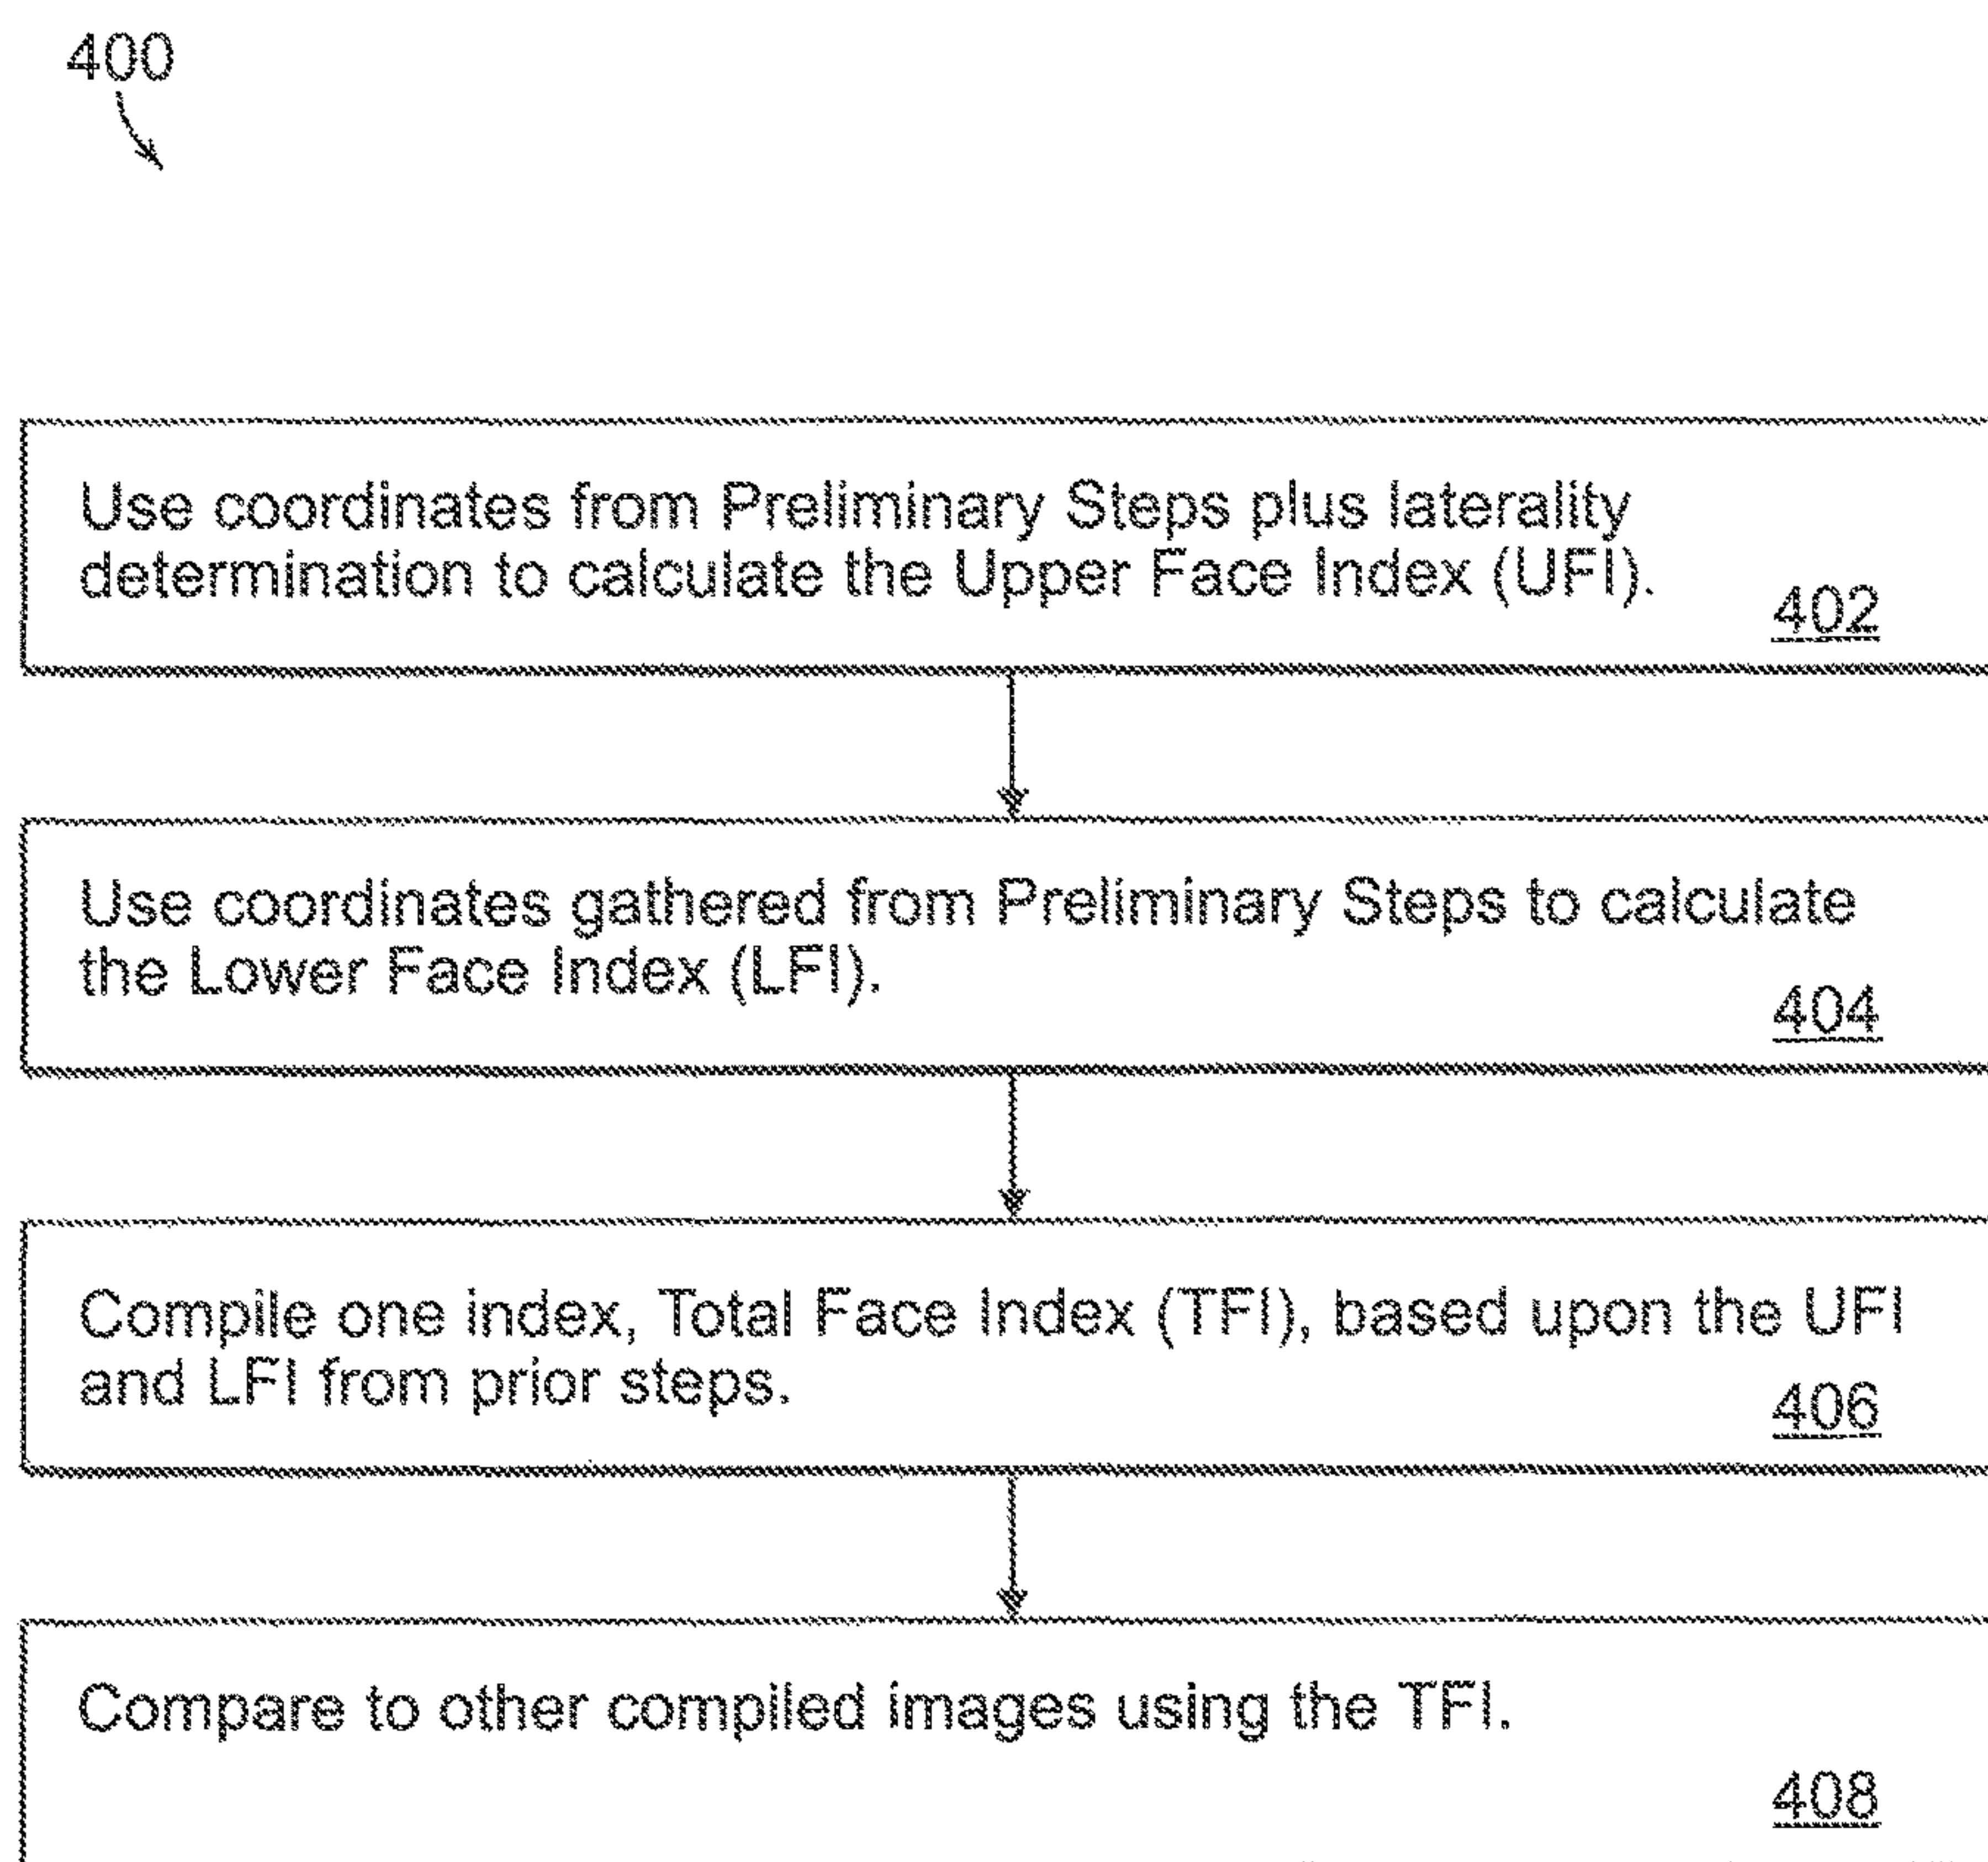 400
Use coordinates from Preliminary Steps plus laterality
determination to calculate the Upper Face Index (UFI).
402
Use coordinates gathered from Preliminary Steps to calculate
the Lower Face Index (LFI).
404
Compile one index, Total Face Index (TFI), based upon the UFI
and LFI from prior steps.
406
Compare to other compiled images using the TFI.
408